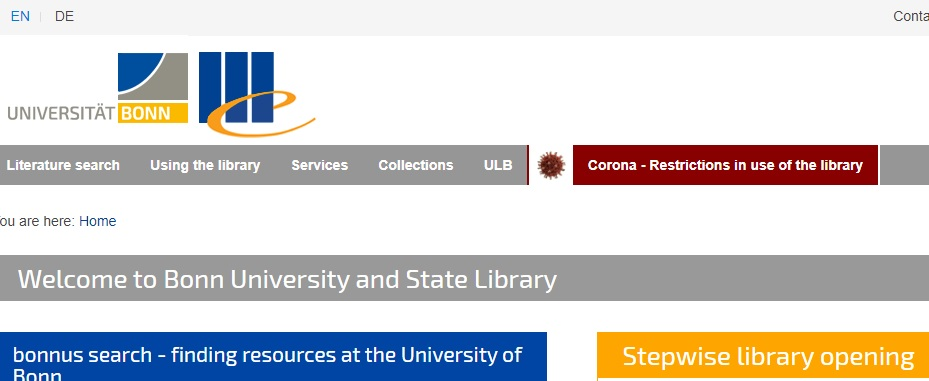 EN DE Conta
UNIVERSITÄT BONN
Literature search Using the library Services Collections ULB Corona - Restrictions in use of the library
ou are here: Home
Welcome to Bonn University and State Library
bonnus search - finding resources at the University of
Bonn
Stepwise library opening